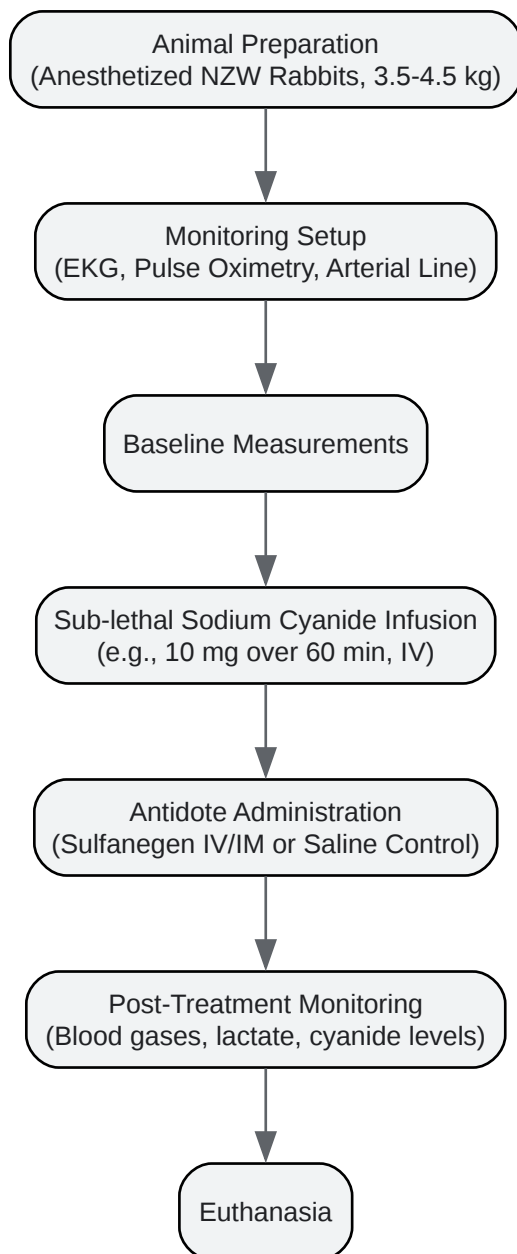 Animal Preparation
(Anesthetized NZW Rabbits, 3.5-4.5 kg)
Monitoring Setup
(EKG, Pulse Oximetry, Arterial Line)
Baseline Measurements
Sub-lethal Sodium Cyanide Infusion
(e.g., 10 mg over 60 min, IV)
Antidote Administration
(Sulfanegen IV/IM or Saline Control)
Post-Treatment Monitoring
(Blood gases, lactate, cyanide levels)
Euthanasia